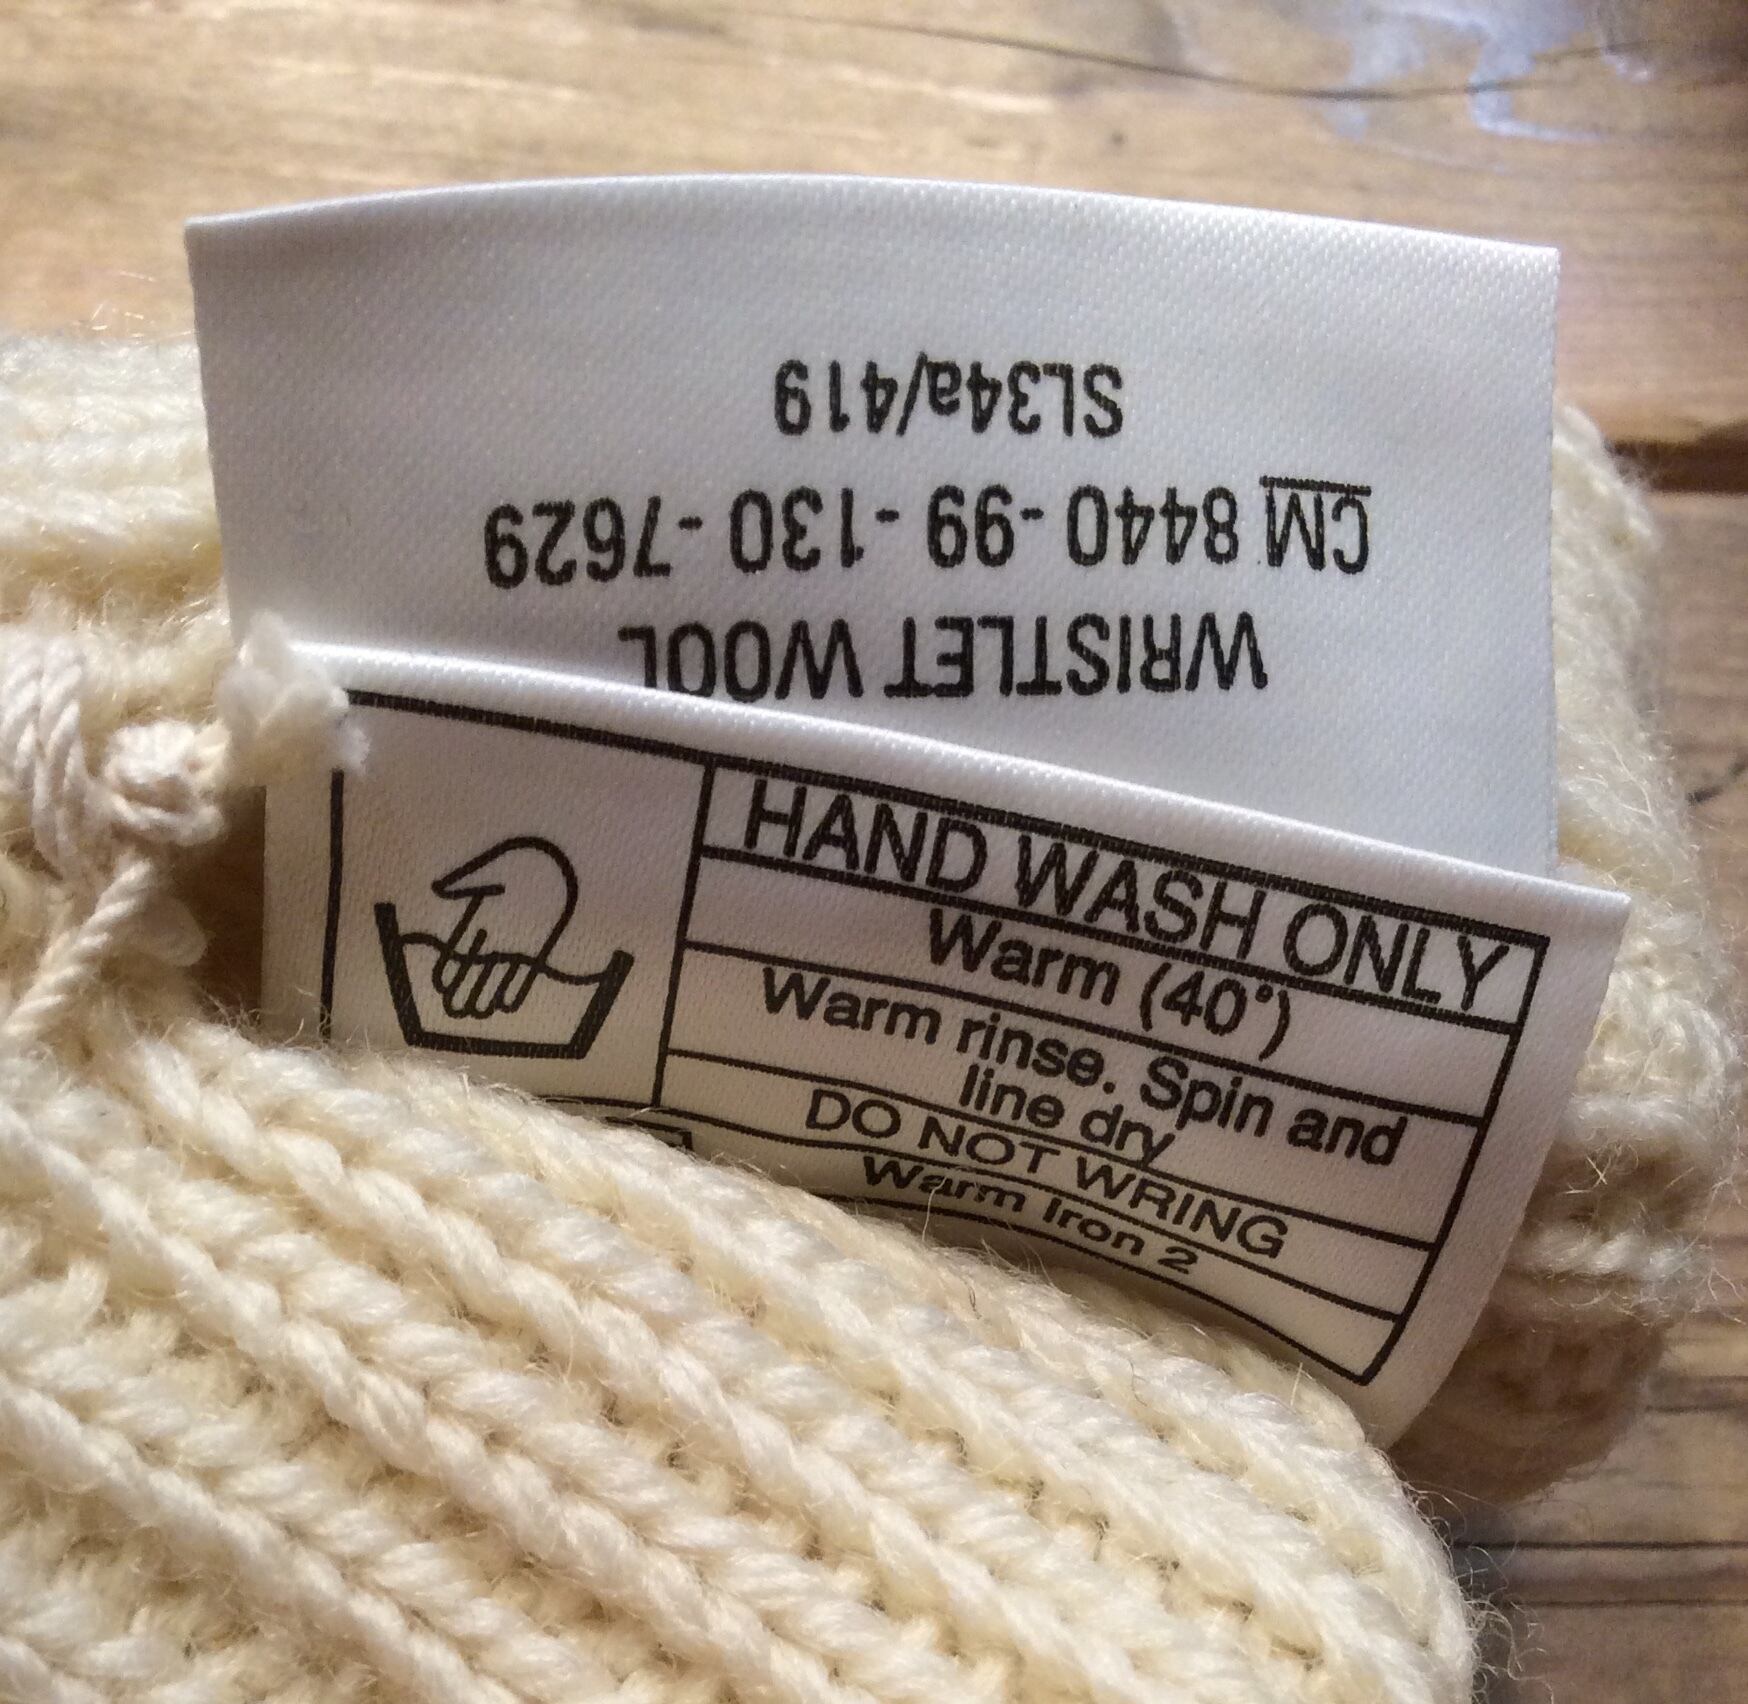 WRISTLET WOOL
CM 8440-99-130-7629
SL34a/419
HAND WASH ONLY
Warm (40°)
Warm rinse. Spin and
line dry
DO NOT WRING
Warm Iron 2